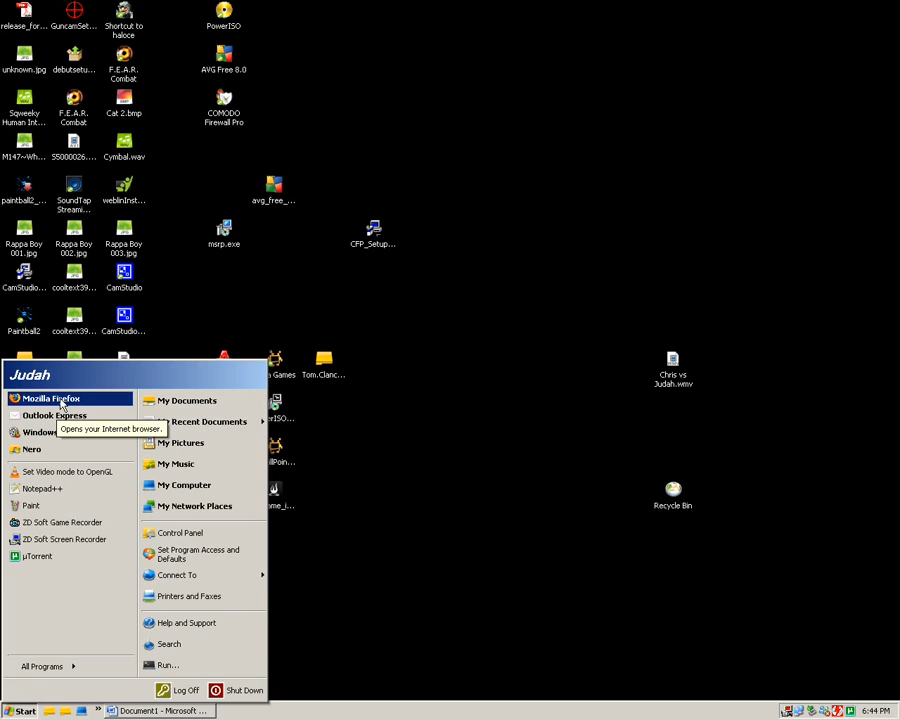 release_for...
GuncamSet...
Shortcut to
haloce
PowerISO
unknown.jpg
debutsetu...
F.E.A.R.
Combat
AVG Free 8.0
Sqweeky
Human Int...
F.E.A.R.
Combat
Cat 2.bmp
COMODO
Firewall Pro
M147~Wh...
S5000026....
Cymbal.wav
paintball2_...
SoundTap
Streami...
weblinInst...
avg_free_...
Rappa Boy
001.jpg
Rappa Boy
002.jpg
Rappa Boy
003.jpg
msrp.exe
CFP_Setup...
CamStudio...
cooltext39...
CamStudio
Paintball2
cooltext39...
CamStudio...
Games
Tom.Clanc...
Chris vs
Judah.wmv
Recycle Bin
Judah
Mozilla Firefox
Outlook Express
Windows
Nero
Opens your Internet browser.
Set Video mode to OpenGL
Notepad++
Paint
ZD Soft Game Recorder
ZD Soft Screen Recorder
µTorrent
All Programs
My Documents
My Recent Documents
My Pictures
My Music
My Computer
My Network Places
Control Panel
Set Program Access and
Defaults
Connect To
Printers and Faxes
Help and Support
Search
Run...
Log Off
Shut Down
Start
Document1 - Microsoft ...
6:44 PM